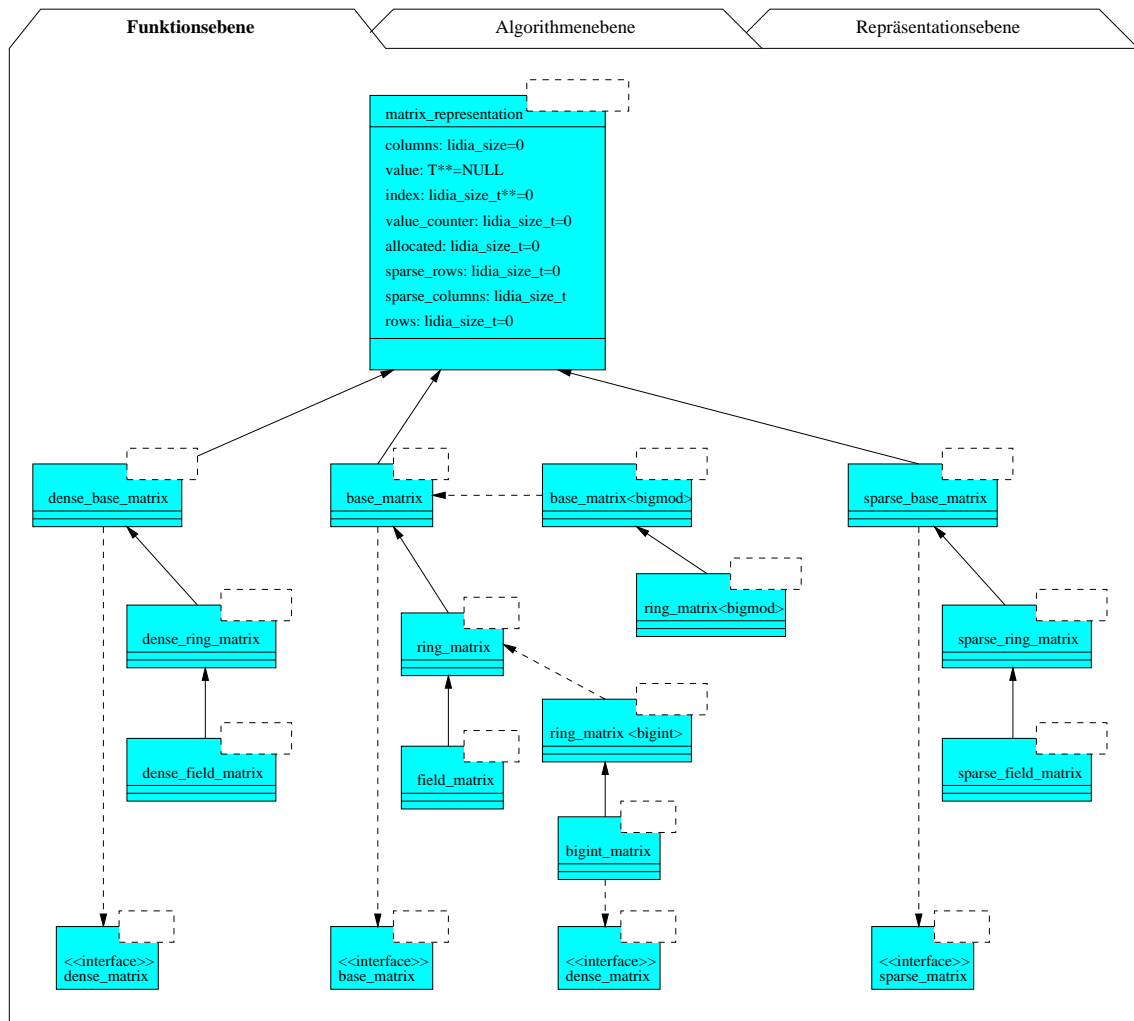 Funktionsebene
Algorithmenebene
Repräsentationsebene
matrix_representation
columns: lidia_size=0
value: T**=NULL
index: lidia_size_t**=0
value_counter: lidia_size_t=0
allocated: lidia_size_t=0
sparse_rows: lidia_size_t=0
sparse_columns: lidia_size_t
rows: lidia_size_t=0
dense_base_matrix
base_matrix
base_matrix<bigmod>
sparse_base_matrix
ring_matrix<bigmod>
dense_ring_matrix
ring_matrix
sparse_ring_matrix
ring_matrix <bigint>
dense_field_matrix
field_matrix
sparse_field_matrix
bigint_matrix
<<interface>>
dense_matrix
<<interface>>
base_matrix
<<interface>>
dense_matrix
<<interface>>
sparse_matrix